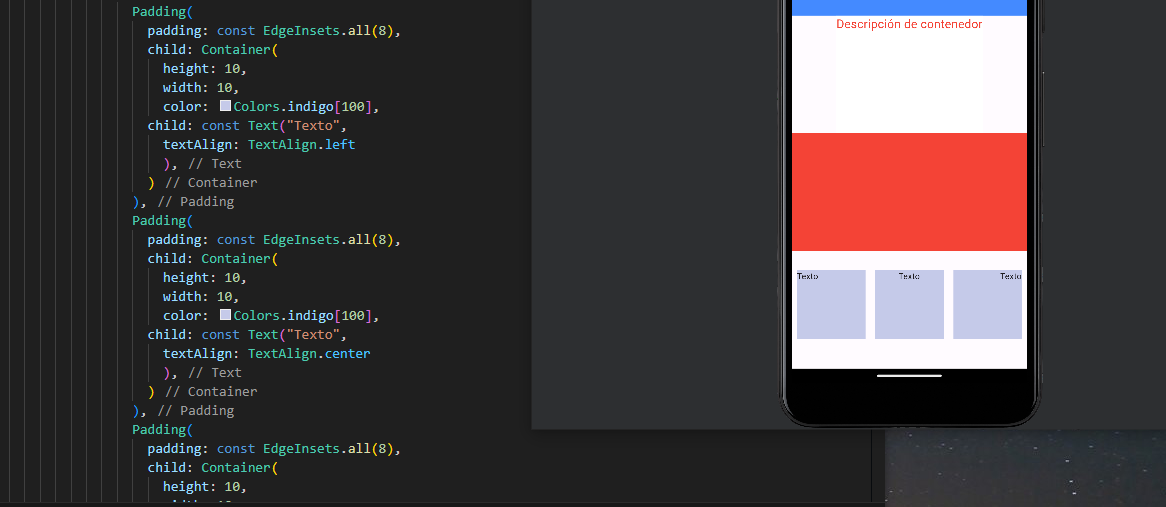 Padding(
padding: const EdgeInsets.all(8),
child: Container(
height: 10,
width: 10,
color: Colors.indigo[100],
child: const Text("Texto",
textAlign: TextAlign.left
), // Text
) // Container
), // Padding
Padding(
padding: const EdgeInsets.all(8),
child: Container(
height: 10,
width: 10,
color: Colors.indigo[100],
child: const Text("Texto",
textAlign: TextAlign.center
), // Text
) // Container
), // Padding
Padding(
padding: const EdgeInsets.all(8),
child: Container(
height: 10,
Descripción de contenedor
Texto
Texto
Texto